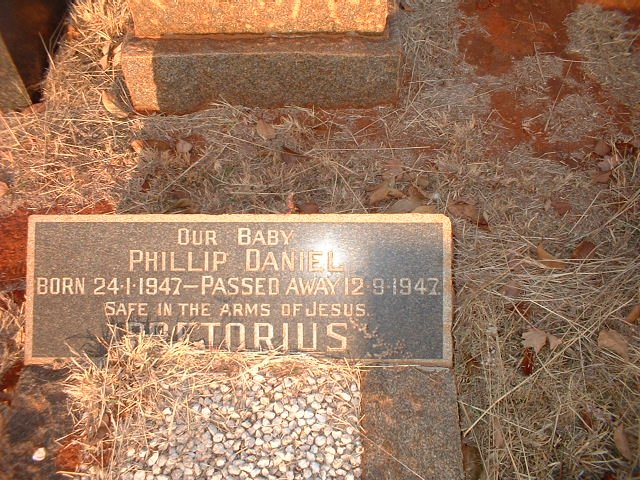 OUR BABY
PHILLIP DANIEL
BORN 24·1·1947—PASSED AWAY 12·9·1947.
SAFE IN THE ARMS OF JESUS.
PRETORIUS